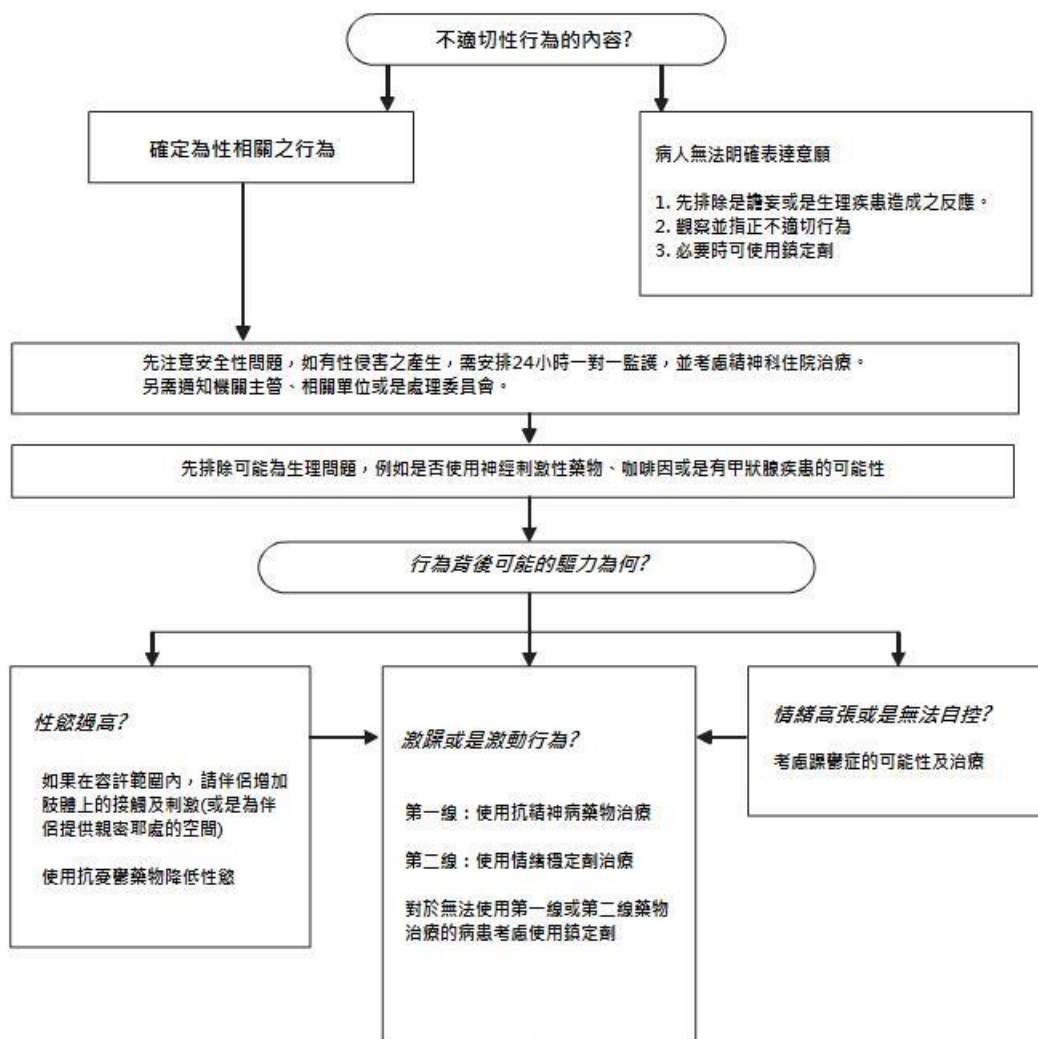 不適切性行為的內容?
確定為性相關之行為
病人無法明確表達意願
1. 先排除是譫妄或是生理疾患造成之反應。
2. 觀察並指正不適切行為
3. 必要時可使用鎮定劑
先注意安全性問題，如有性侵害之產生，需安排24小時一對一監護，並考慮精神科住院治療。
另需通知機關主管、相關單位或是處理委員會。
先排除可能為生理問題，例如是否使用神經刺激性藥物、咖啡因或是有甲狀腺疾患的可能性
行為背後可能的驅力為何?
性慾過高?
如果在容許範圍內，請伴侶增加
肢體上的接觸及刺激(或是為伴
侶提供親密耶處的空間)
使用抗憂鬱藥物降低性慾
激躁或是激動行為?
第一線：使用抗精神病藥物治療
第二線：使用情緒穩定劑治療
對於無法使用第一線或第二線藥物
治療的病患考慮使用鎮定劑
情緒高張或是無法自控?
考慮躁鬱症的可能性及治療